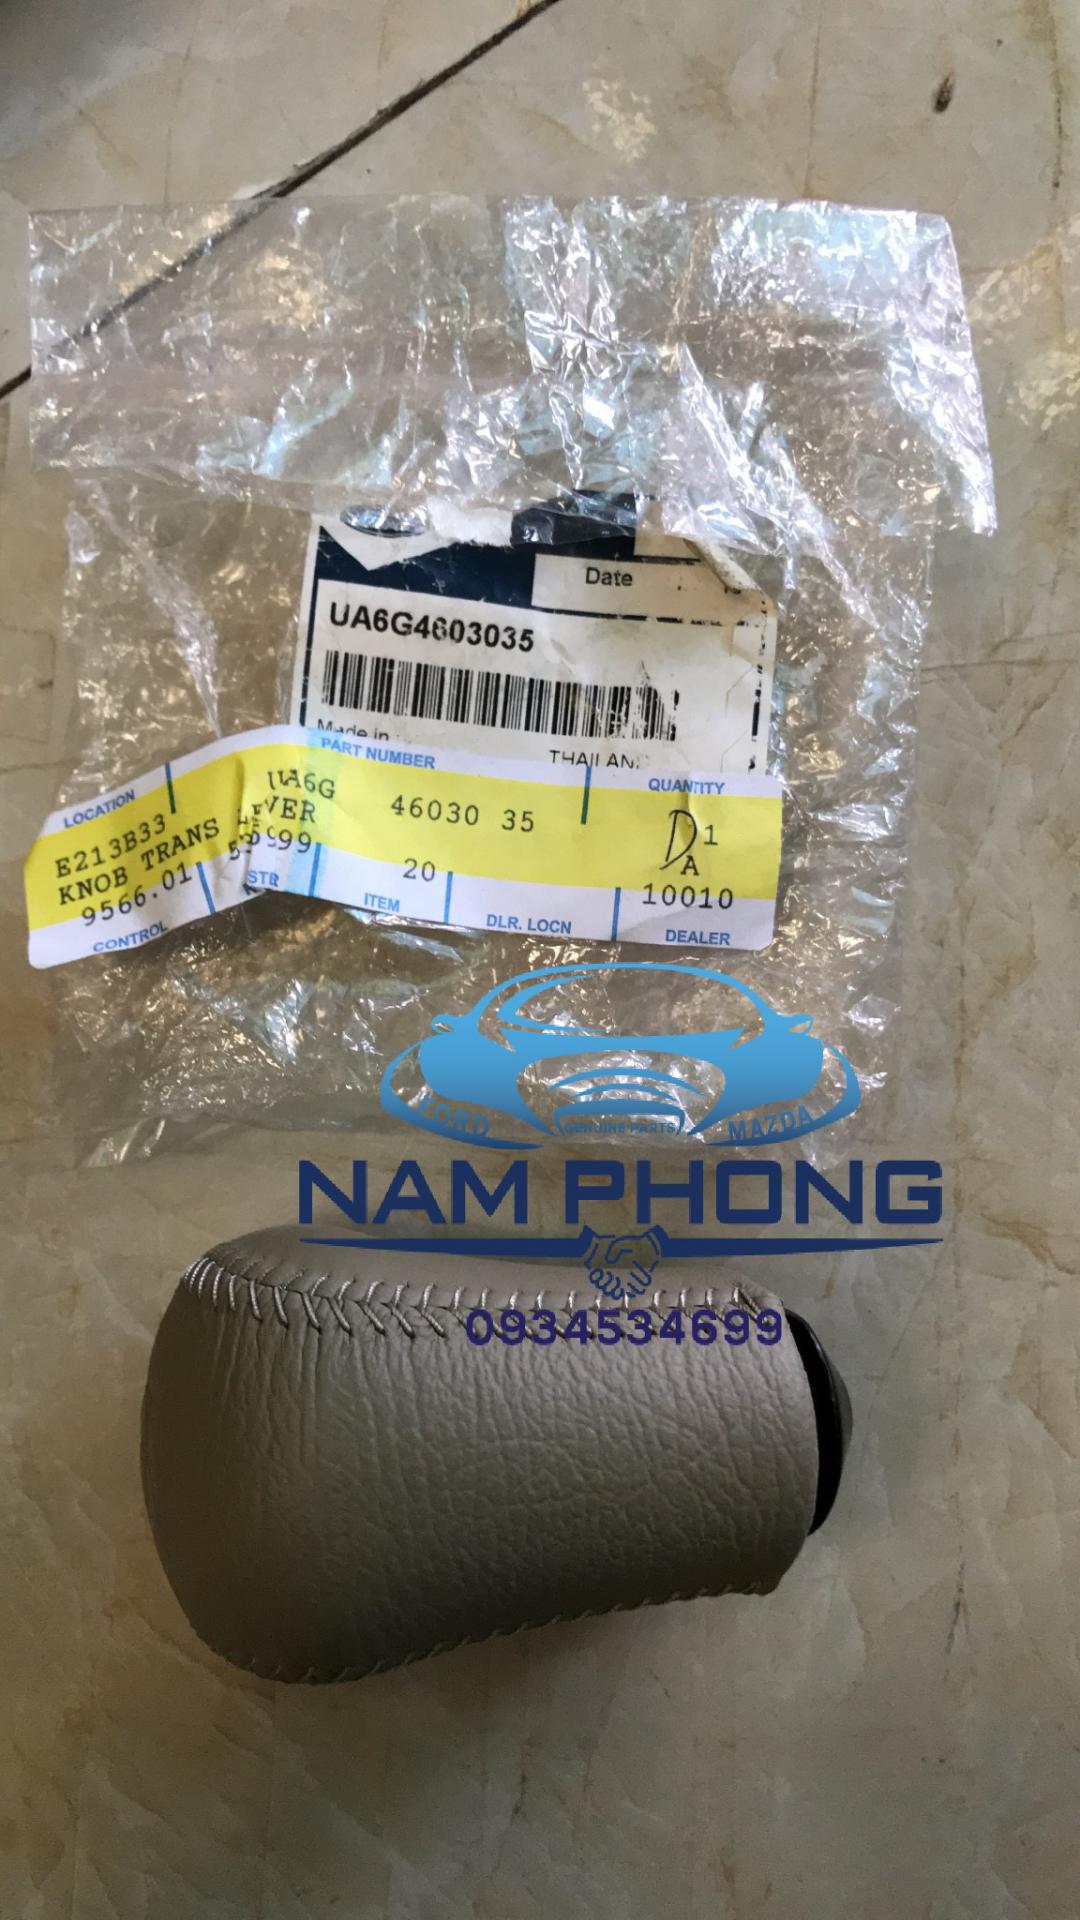 Date
UA6G4603035
Made in
THAILAN
PART NUMBER
LOCATION
QUANTITY
E213B33
UA6G 46030 35
1
KNOB TRANS LEVER
A
9566.01
20
10010
CONTROL
ITEM
DLR. LOCN
DEALER
FORD
GENUINE PARTS
MAZDA
NAM PHONG
0934534699